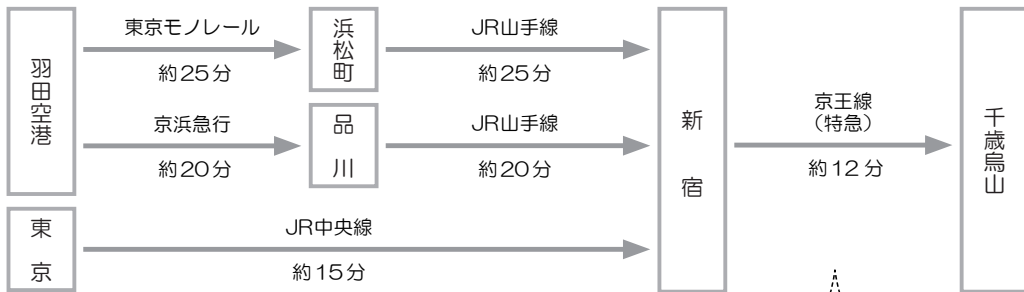 羽田空港
東京モノレール
約25分
浜松町
JR山手線
約25分
京浜急行
約20分
品川
JR山手線
約20分
東京
JR中央線
約15分
新宿
京王線
（特急）
約12分
千歳烏山